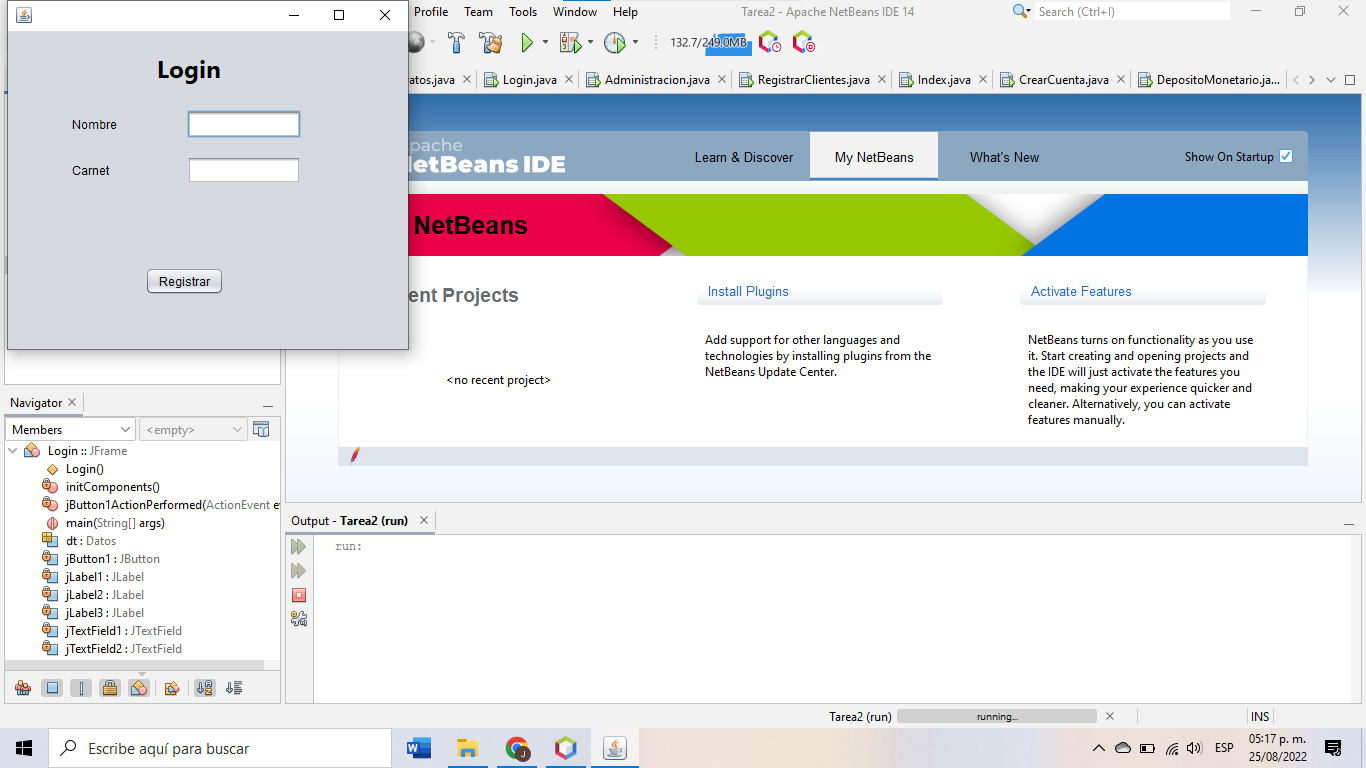 Profile Team Tools Window Help
Tarea2 - Apache NetBeans IDE 14
Search (Ctrl+I)
132.7/249.0MB
atos.java Login.java Administracion.java RegistrarClientes.java Index.java CrearCuenta.java DepositoMonetario.ja...
Login
Nombre
Carnet
Registrar
pache
NetBeans IDE
Learn & Discover
My NetBeans
What's New
Show On Startup
NetBeans
ent Projects
<no recent project>
Install Plugins
Add support for other languages and
technologies by installing plugins from the
NetBeans Update Center.
Activate Features
NetBeans turns on functionality as you use
it. Start creating and opening projects and
the IDE will just activate the features you
need, making your experience quicker and
cleaner. Alternatively, you can activate
features manually.
Navigator
Members
<empty>
Login :: JFrame
Login()
initComponents()
jButton1ActionPerformed(ActionEvent e
main(String[] args)
dt : Datos
jButton1 : JButton
jLabel1 : JLabel
jLabel2 : JLabel
jLabel3 : JLabel
jTextField1 : JTextField
jTextField2 : JTextField
Output - Tarea2 (run)
run:
Tarea2 (run)
running...
INS
Escribe aquí para buscar
J
ESP
05:17 p. m.
25/08/2022